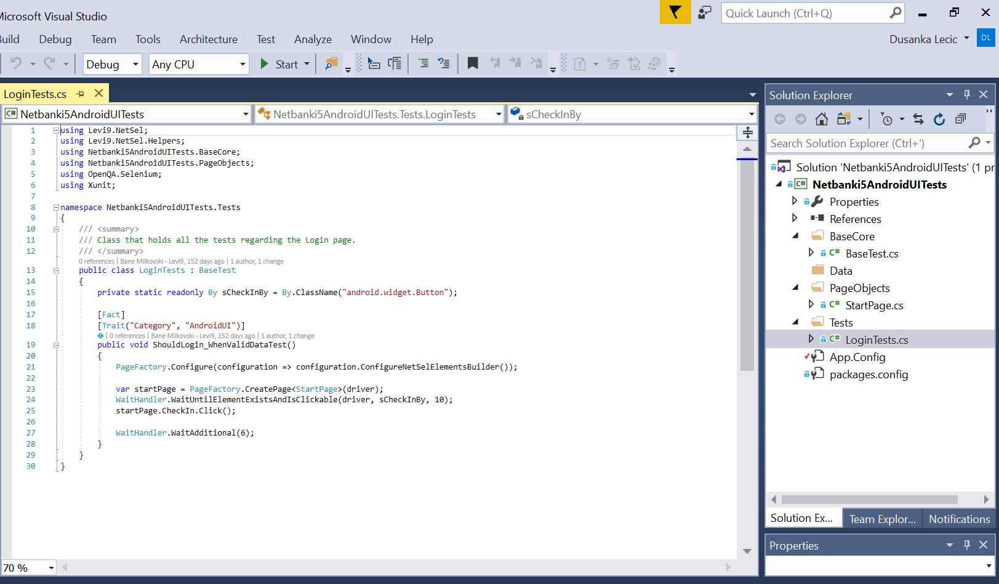 Microsoft Visual Studio
Quick Launch (Ctrl+Q)
Build Debug Team Tools Architecture Test Analyze Window Help
Dusanka Lecic DL
Debug Any CPU Start
LoginTests.cs
Netbanki5AndroidUITests
Netbanki5AndroidUITests.Tests.LoginTests
sCheckInBy
1 using Levi9.NetSel;
2 using Levi9.NetSel.Helpers;
3 using Netbanki5AndroidUITests.BaseCore;
4 using Netbanki5AndroidUITests.PageObjects;
5 using OpenQA.Selenium;
6 using Xunit;
7
8 namespace Netbanki5AndroidUITests.Tests
9 {
10 /// <summary>
11 /// Class that holds all the tests regarding the Login page.
12 /// </summary>
0 references | Bane Milkovski - Levi9, 152 days ago | 1 author, 1 change
13 public class LoginTests : BaseTest
14 {
15 private static readonly By sCheckInBy = By.ClassName("android.widget.Button");
16
17 [Fact]
18 [Trait("Category", "AndroidUI")]
| 0 references | Bane Milkovski - Levi9, 152 days ago | 1 author, 1 change
19 public void ShouldLogin_WhenValidDataTest()
20 {
21 PageFactory.Configure(configuration => configuration.ConfigureNetSelElementsBuilder());
22
23 var startPage = PageFactory.CreatePage<StartPage>(driver);
24 WaitHandler.WaitUntilElementExistsAndIsClickable(driver, sCheckInBy, 10);
25 startPage.CheckIn.Click();
26
27 WaitHandler.WaitAdditional(6);
28 }
29 }
30 }
70 %
Solution Explorer
Search Solution Explorer (Ctrl+')
Solution 'Netbanki5AndroidUITests' (1 pr
C# Netbanki5AndroidUITests
Properties
References
BaseCore
C# BaseTest.cs
Data
PageObjects
C# StartPage.cs
Tests
C# LoginTests.cs
App.Config
packages.config
Solution Ex... Team Explor... Notifications
Properties